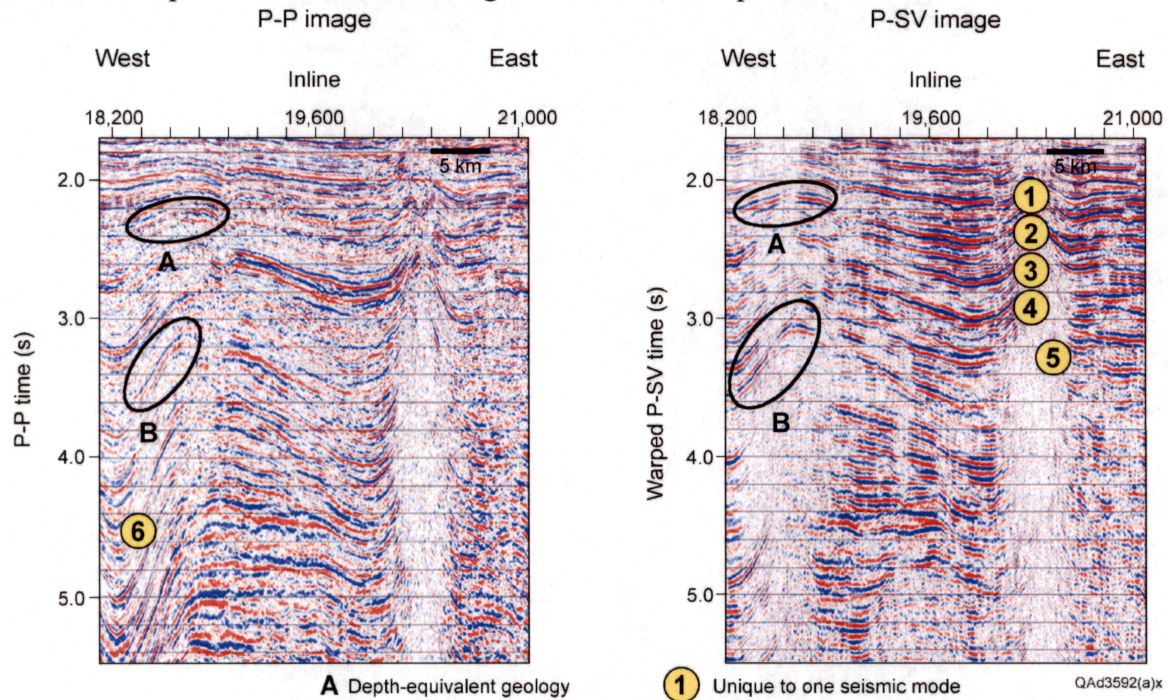 P-P image
P-SV image
West
East
West
East
Inline
Inline
18,200
19,600
21,000
18,200
19,600
21,000
5 km
5 km
2.0
2.0
A
A
1
2
3
4
5
3.0
3.0
B
B
P-P time (s)
Warped P-SV time (s)
4.0
4.0
6
5.0
5.0
A Depth-equivalent geology
1 Unique to one seismic mode
QAd3592(a)x